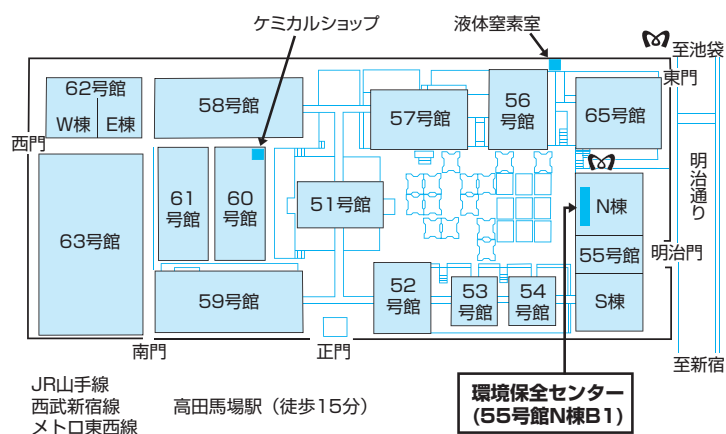 ケミカルショップ
液体窒素室
至池袋
東門
62号館
W棟
E棟
58号館
57号館
56
号館
65号館
西門
明治通り
61
号館
60
号館
51号館
N棟
63号館
55号館
明治門
59号館
52
号館
53
号館
54
号館
S棟
南門
正門
至新宿
JR山手線
西武新宿線
メトロ東西線
高田馬場駅（徒歩15分）
環境保全センター
(55号館N棟B1)